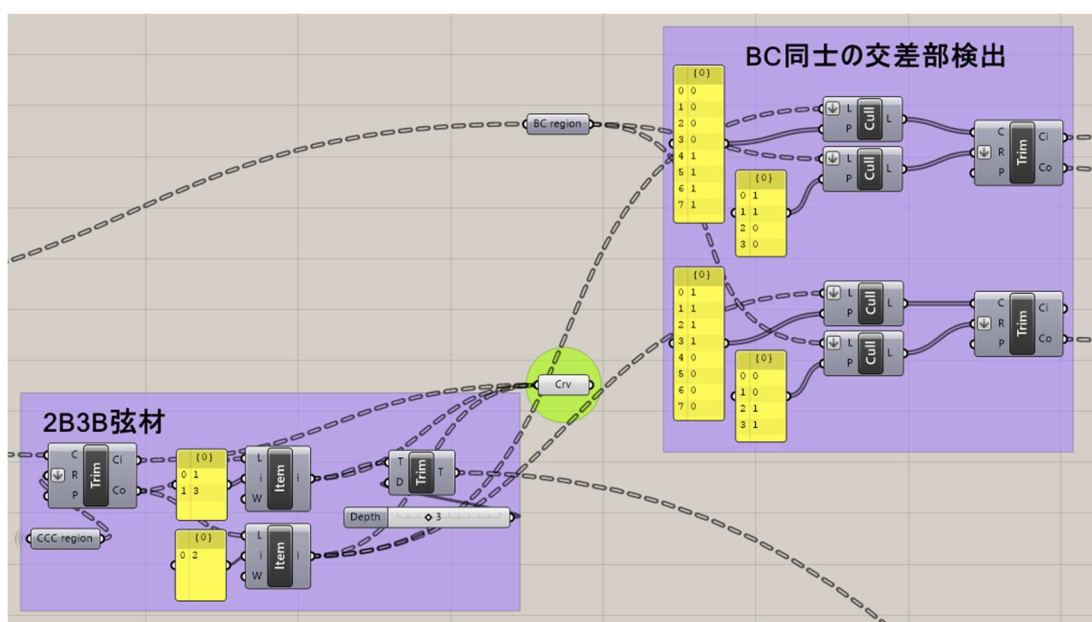 BC同士の交差部検出
{0}
0 0
1 0
2 0
3 0
4 1
5 1
6 1
7 1
L
P
Cull
L
L
P
Cull
L
C
R
P
Trim
Ci
Co
{0}
0 1
1 1
2 0
3 0
BC region
{0}
0 1
1 1
2 1
3 1
4 0
5 0
6 0
7 0
L
P
Cull
L
L
P
Cull
L
C
R
P
Trim
Ci
Co
{0}
0 0
1 0
2 1
3 1
Crv
2B3B弦材
C
R
P
Trim
Ci
Co
{0}
0 1
1 3
L
i
W
Item
i
T
D
Trim
T
Depth
3
CCC region
{0}
0 2
L
i
W
Item
i